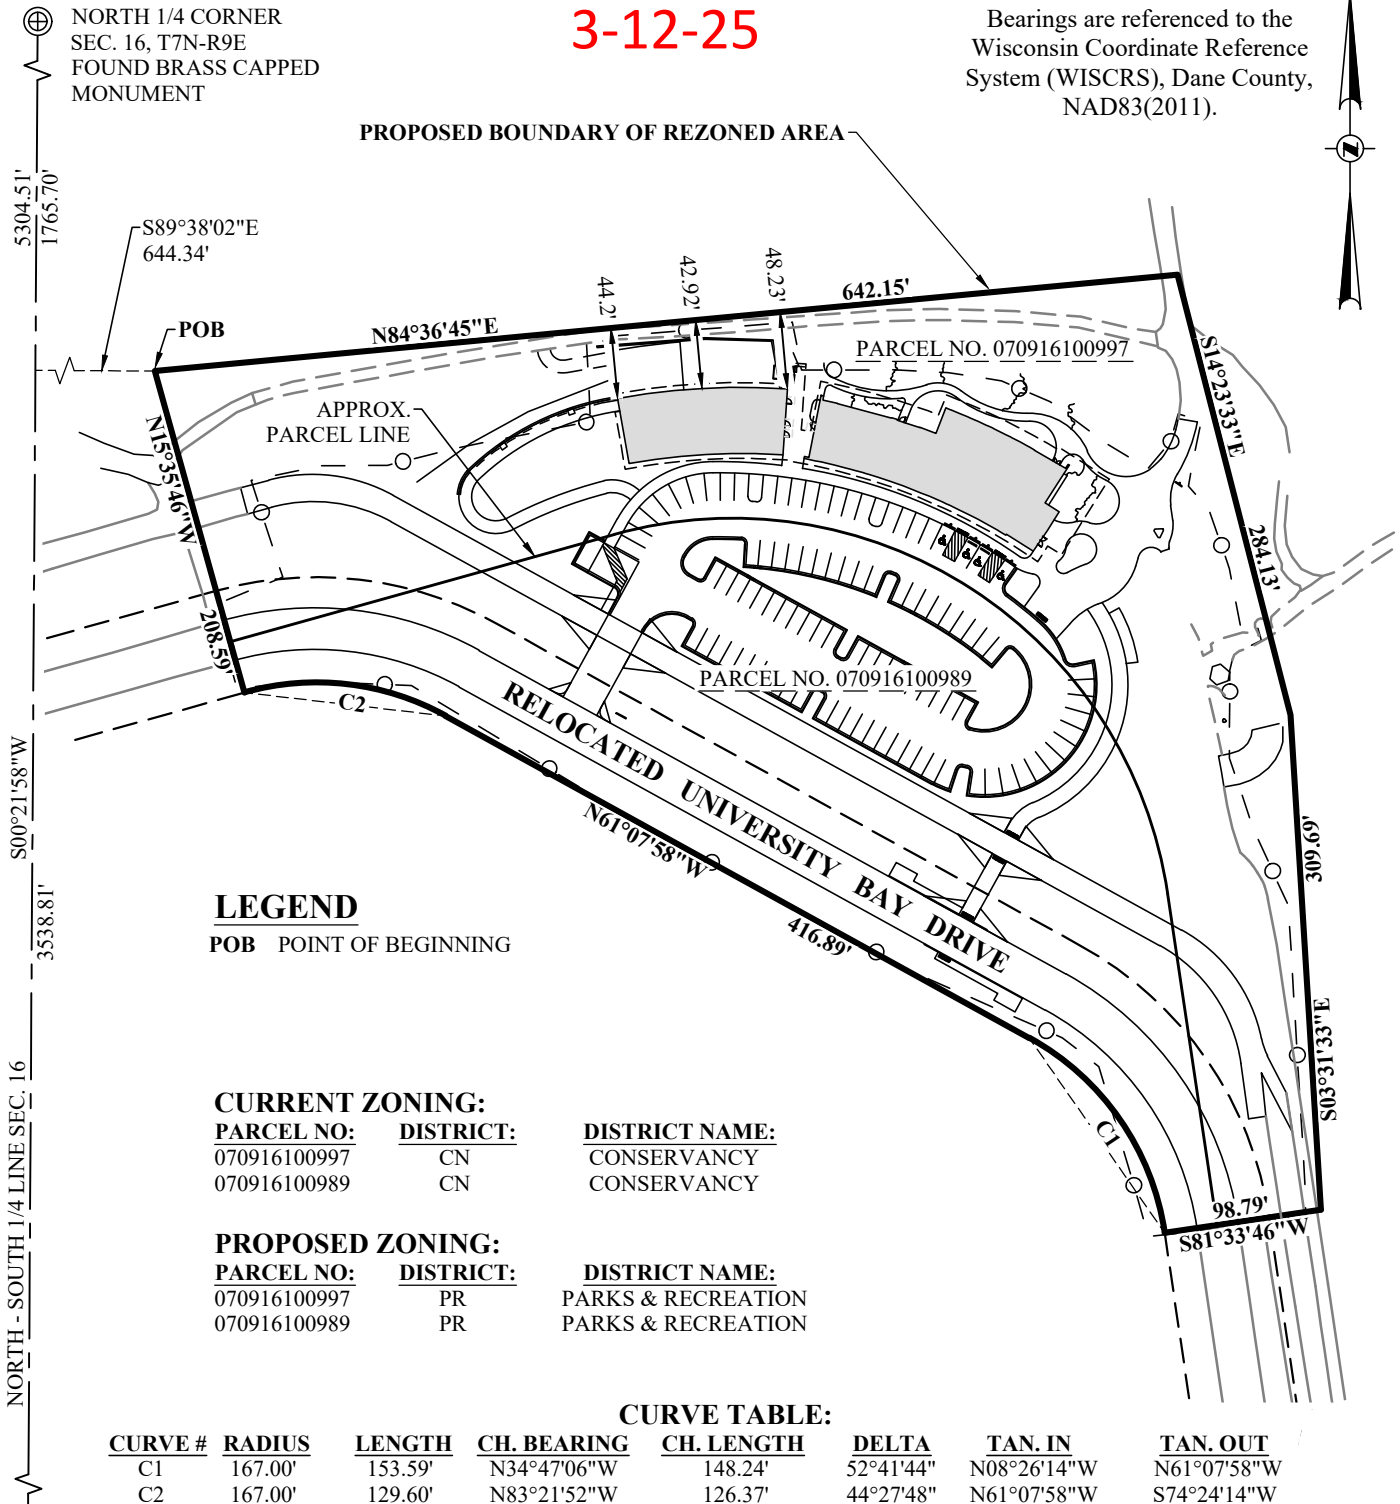 3-12-25
NORTH 1/4 CORNER
SEC. 16, T7N-R9E
FOUND BRASS CAPPED
MONUMENT
Bearings are referenced to the
Wisconsin Coordinate Reference
System (WISCRS), Dane County,
NAD83(2011).
Z
PROPOSED BOUNDARY OF REZONED AREA
5304.51'
1765.70'
S89°38'02"E
644.34'
POB
N84°36'45"E
44.2'
42.92'
48.23'
642.15'
PARCEL NO. 070916100997
S14°23'33"E
284.13'
APPROX.
PARCEL LINE
N15°35'46"W
208.59'
C2
PARCEL NO. 070916100989
RELOCATED UNIVERSITY BAY DRIVE
N61°07'58"W
416.89'
309.69'
S03°31'33"E
C1
98.79'
S81°33'46"W
S00°21'58"W
3538.81'
NORTH - SOUTH 1/4 LINE SEC. 16
LEGEND
POB POINT OF BEGINNING
CURRENT ZONING:
PARCEL NO: DISTRICT: DISTRICT NAME:
070916100997 CN CONSERVANCY
070916100989 CN CONSERVANCY
PROPOSED ZONING:
PARCEL NO: DISTRICT: DISTRICT NAME:
070916100997 PR PARKS & RECREATION
070916100989 PR PARKS & RECREATION
CURVE TABLE:
CURVE # RADIUS LENGTH CH. BEARING CH. LENGTH DELTA TAN. IN TAN. OUT
C1 167.00' 153.59' N34°47'06"W 148.24' 52°41'44" N08°26'14"W N61°07'58"W
C2 167.00' 129.60' N83°21'52"W 126.37' 44°27'48" N61°07'58"W S74°24'14"W